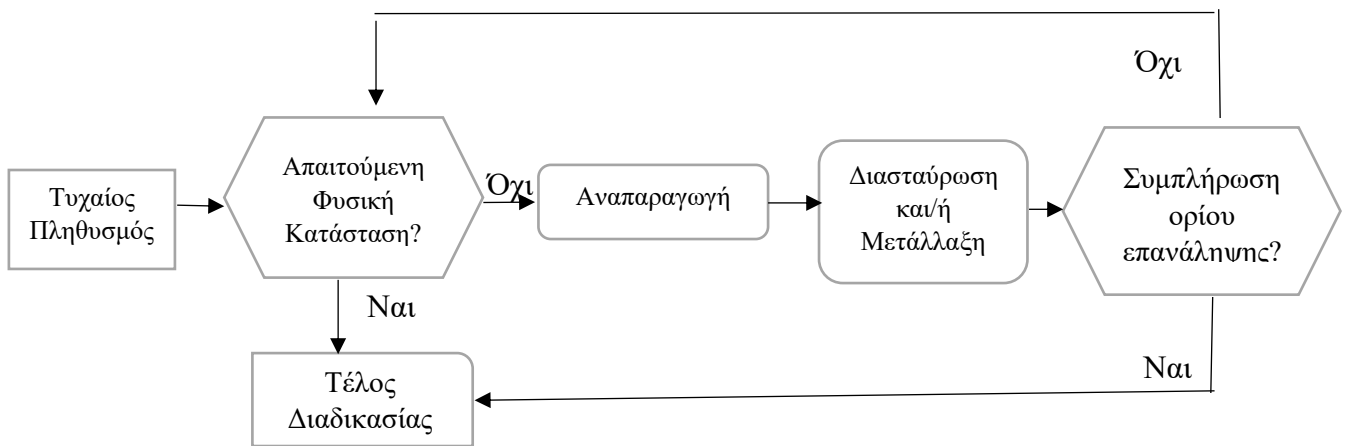 Όχι
Τυχαίος
Πληθυσμός
Απαιτούμενη
Φυσική
Κατάσταση?
Όχι
Αναπαραγωγή
Διασταύρωση
και/ή
Μετάλλαξη
Συμπλήρωση
ορίου
επανάληψης?
Ναι
Ναι
Τέλος
Διαδικασίας